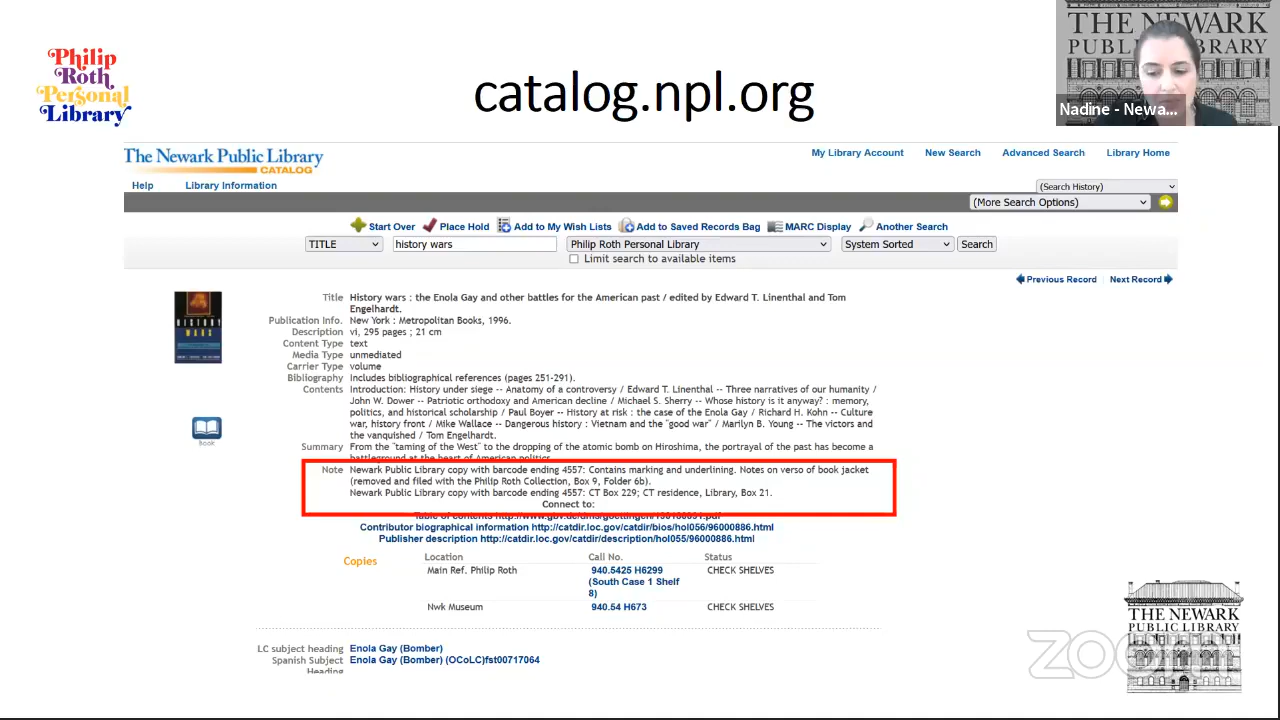 Philip
Roth
Personal
Library
catalog.npl.org
THE NEWARK
PUBLIC LIBRARY
Nadine - Newa...
The Newark Public Library
CATALOG
My Library Account New Search Advanced Search Library Home
Help Library Information
(Search History)
(More Search Options)
Start Over Place Hold Add to My Wish Lists Add to Saved Records Bag MARC Display Another Search
TITLE history wars Philip Roth Personal Library System Sorted Search
Limit search to available items
Previous Record Next Record
HISTORY
WARS
book
Title History wars : the Enola Gay and other battles for the American past / edited by Edward T. Linenthal and Tom
Engelhardt.
Publication Info. New York : Metropolitan Books, 1996.
Description vi, 295 pages ; 21 cm
Content Type text
Media Type unmediated
Carrier Type volume
Bibliography Includes bibliographical references (pages 251-291).
Contents Introduction: History under siege -- Anatomy of a controversy / Edward T. Linenthal -- Three narratives of our humanity /
John W. Dower -- Patriotic orthodoxy and American decline / Michael S. Sherry -- Whose history is it anyway? : memory,
politics, and historical scholarship / Paul Boyer -- History at risk : the case of the Enola Gay / Richard H. Kohn -- Culture
war, history front / Mike Wallace -- Dangerous history : Vietnam and the "good war" / Marilyn B. Young -- The victors and
the vanquished / Tom Engelhardt.
Summary From the "taming of the West" to the dropping of the atomic bomb on Hiroshima, the portrayal of the past has become a
battleground at the heart of American politics.
Note Newark Public Library copy with barcode ending 4557: Contains marking and underlining. Notes on verso of book jacket
(removed and filed with the Philip Roth Collection, Box 9, Folder 6b).
Newark Public Library copy with barcode ending 4557: CT Box 229; CT residence, Library, Box 21.
Connect to:
Table of contents
Contributor biographical information http://catdir.loc.gov/catdir/bios/hol056/96000886.html
Publisher description http://catdir.loc.gov/catdir/description/hol055/96000886.html
Copies
Location Call No. Status
Main Ref. Philip Roth 940.5425 H6299 CHECK SHELVES
(South Case 1 Shelf
8)
Nwk Museum 940.54 H673 CHECK SHELVES
LC subject heading Enola Gay (Bomber)
Spanish Subject Enola Gay (Bomber) (OCoLC)fst00717064
Heading
THE NEWARK
PUBLIC LIBRARY
zoom